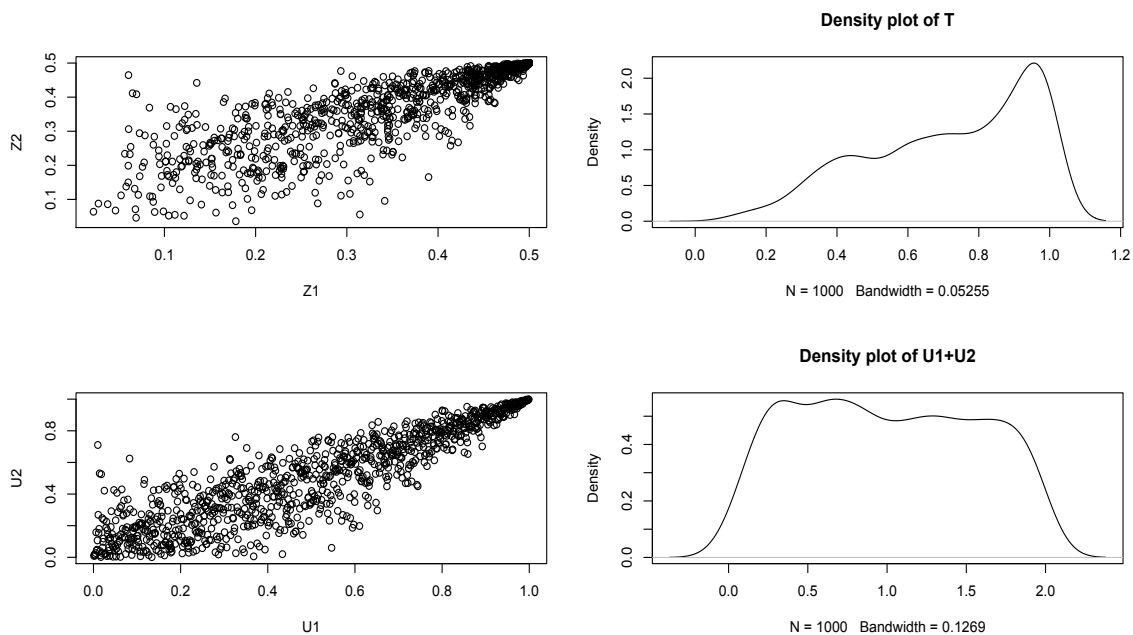 Z2
0.1 0.2 0.3 0.4 0.5
0.1 0.2 0.3 0.4 0.5
Z1
Density plot of T
Density
0.0 0.5 1.0 1.5 2.0
0.0 0.2 0.4 0.6 0.8 1.0 1.2
N = 1000 Bandwidth = 0.05255
U2
0.0 0.4 0.8
0.0 0.2 0.4 0.6 0.8 1.0
U1
Density plot of U1+U2
Density
0.0 0.2 0.4
0.0 0.5 1.0 1.5 2.0
N = 1000 Bandwidth = 0.1269